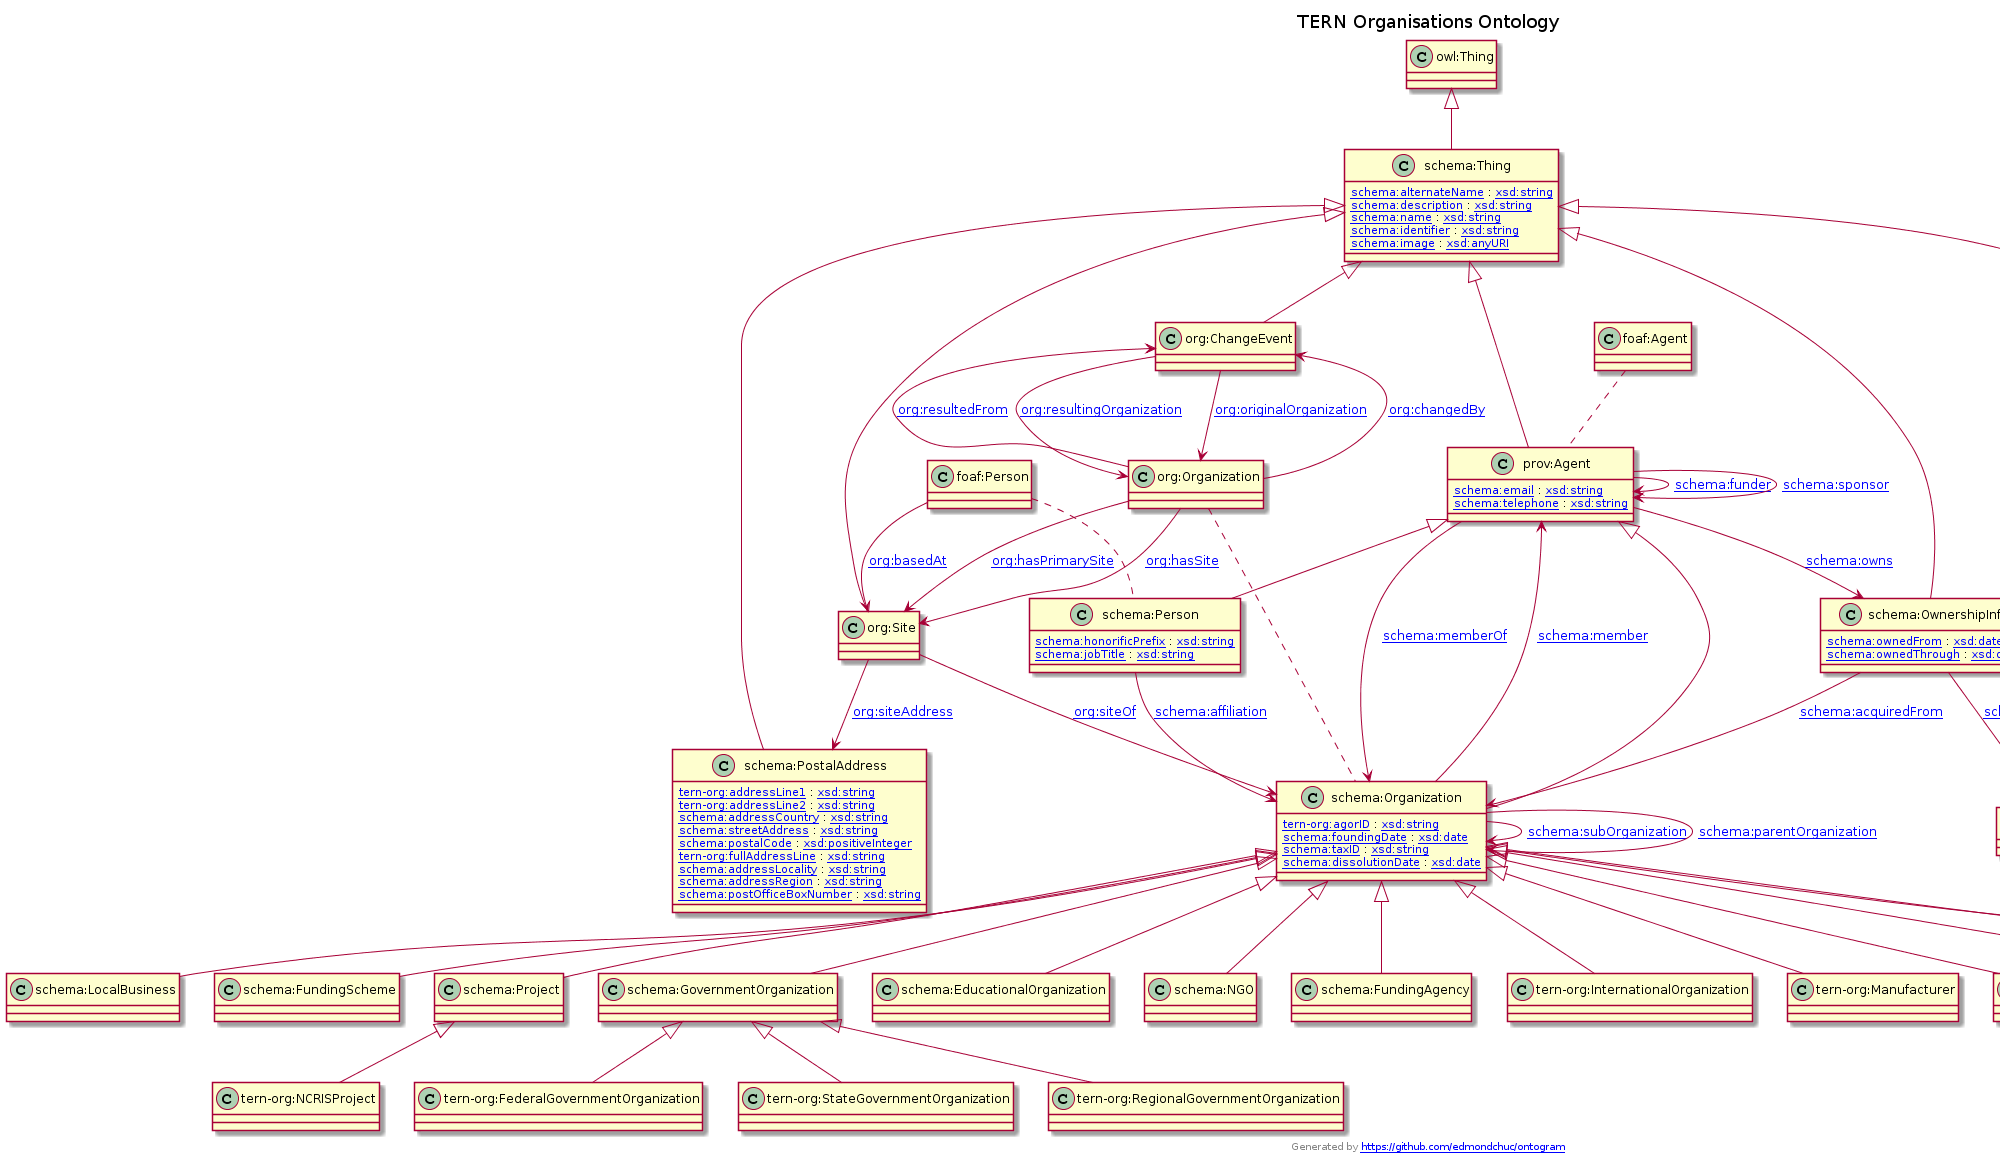 TERN Organisations Ontology
C owl:Thing
C schema:Thing
schema:alternateName : xsd:string
schema:description : xsd:string
schema:name : xsd:string
schema:identifier : xsd:string
schema:image : xsd:anyURI
C org:ChangeEvent
C foaf:Agent
org:resultedFrom
org:resultingOrganization
org:originalOrganization
org:changedBy
C foaf:Person
C org:Organization
C prov:Agent
schema:email : xsd:string
schema:telephone : xsd:string
schema:funder
schema:sponsor
org:basedAt
org:hasPrimarySite
org:hasSite
schema:owns
C org:Site
C schema:Person
schema:honorificPrefix : xsd:string
schema:jobTitle : xsd:string
schema:memberOf
schema:member
C schema:OwnershipInf
schema:ownedFrom : xsd:date
schema:ownedThrough : xsd:d
org:siteAddress
org:siteOf
schema:affiliation
schema:acquiredFrom
C schema:PostalAddress
tern-org:addressLine1 : xsd:string
tern-org:addressLine2 : xsd:string
schema:addressCountry : xsd:string
schema:streetAddress : xsd:string
schema:postalCode : xsd:positiveInteger
tern-org:fullAddressLine : xsd:string
schema:addressLocality : xsd:string
schema:addressRegion : xsd:string
schema:postOfficeBoxNumber : xsd:string
C schema:Organization
tern-org:agorID : xsd:string
schema:foundingDate : xsd:date
schema:taxID : xsd:string
schema:dissolutionDate : xsd:date
schema:subOrganization
schema:parentOrganization
C schema:LocalBusiness
C schema:FundingScheme
C schema:Project
C schema:GovernmentOrganization
C schema:EducationalOrganization
C schema:NGO
C schema:FundingAgency
C tern-org:InternationalOrganization
C tern-org:Manufacturer
C tern-org:NCRISProject
C tern-org:FederalGovernmentOrganization
C tern-org:StateGovernmentOrganization
C tern-org:RegionalGovernmentOrganization
Generated by https://github.com/edmondchuc/ontogram